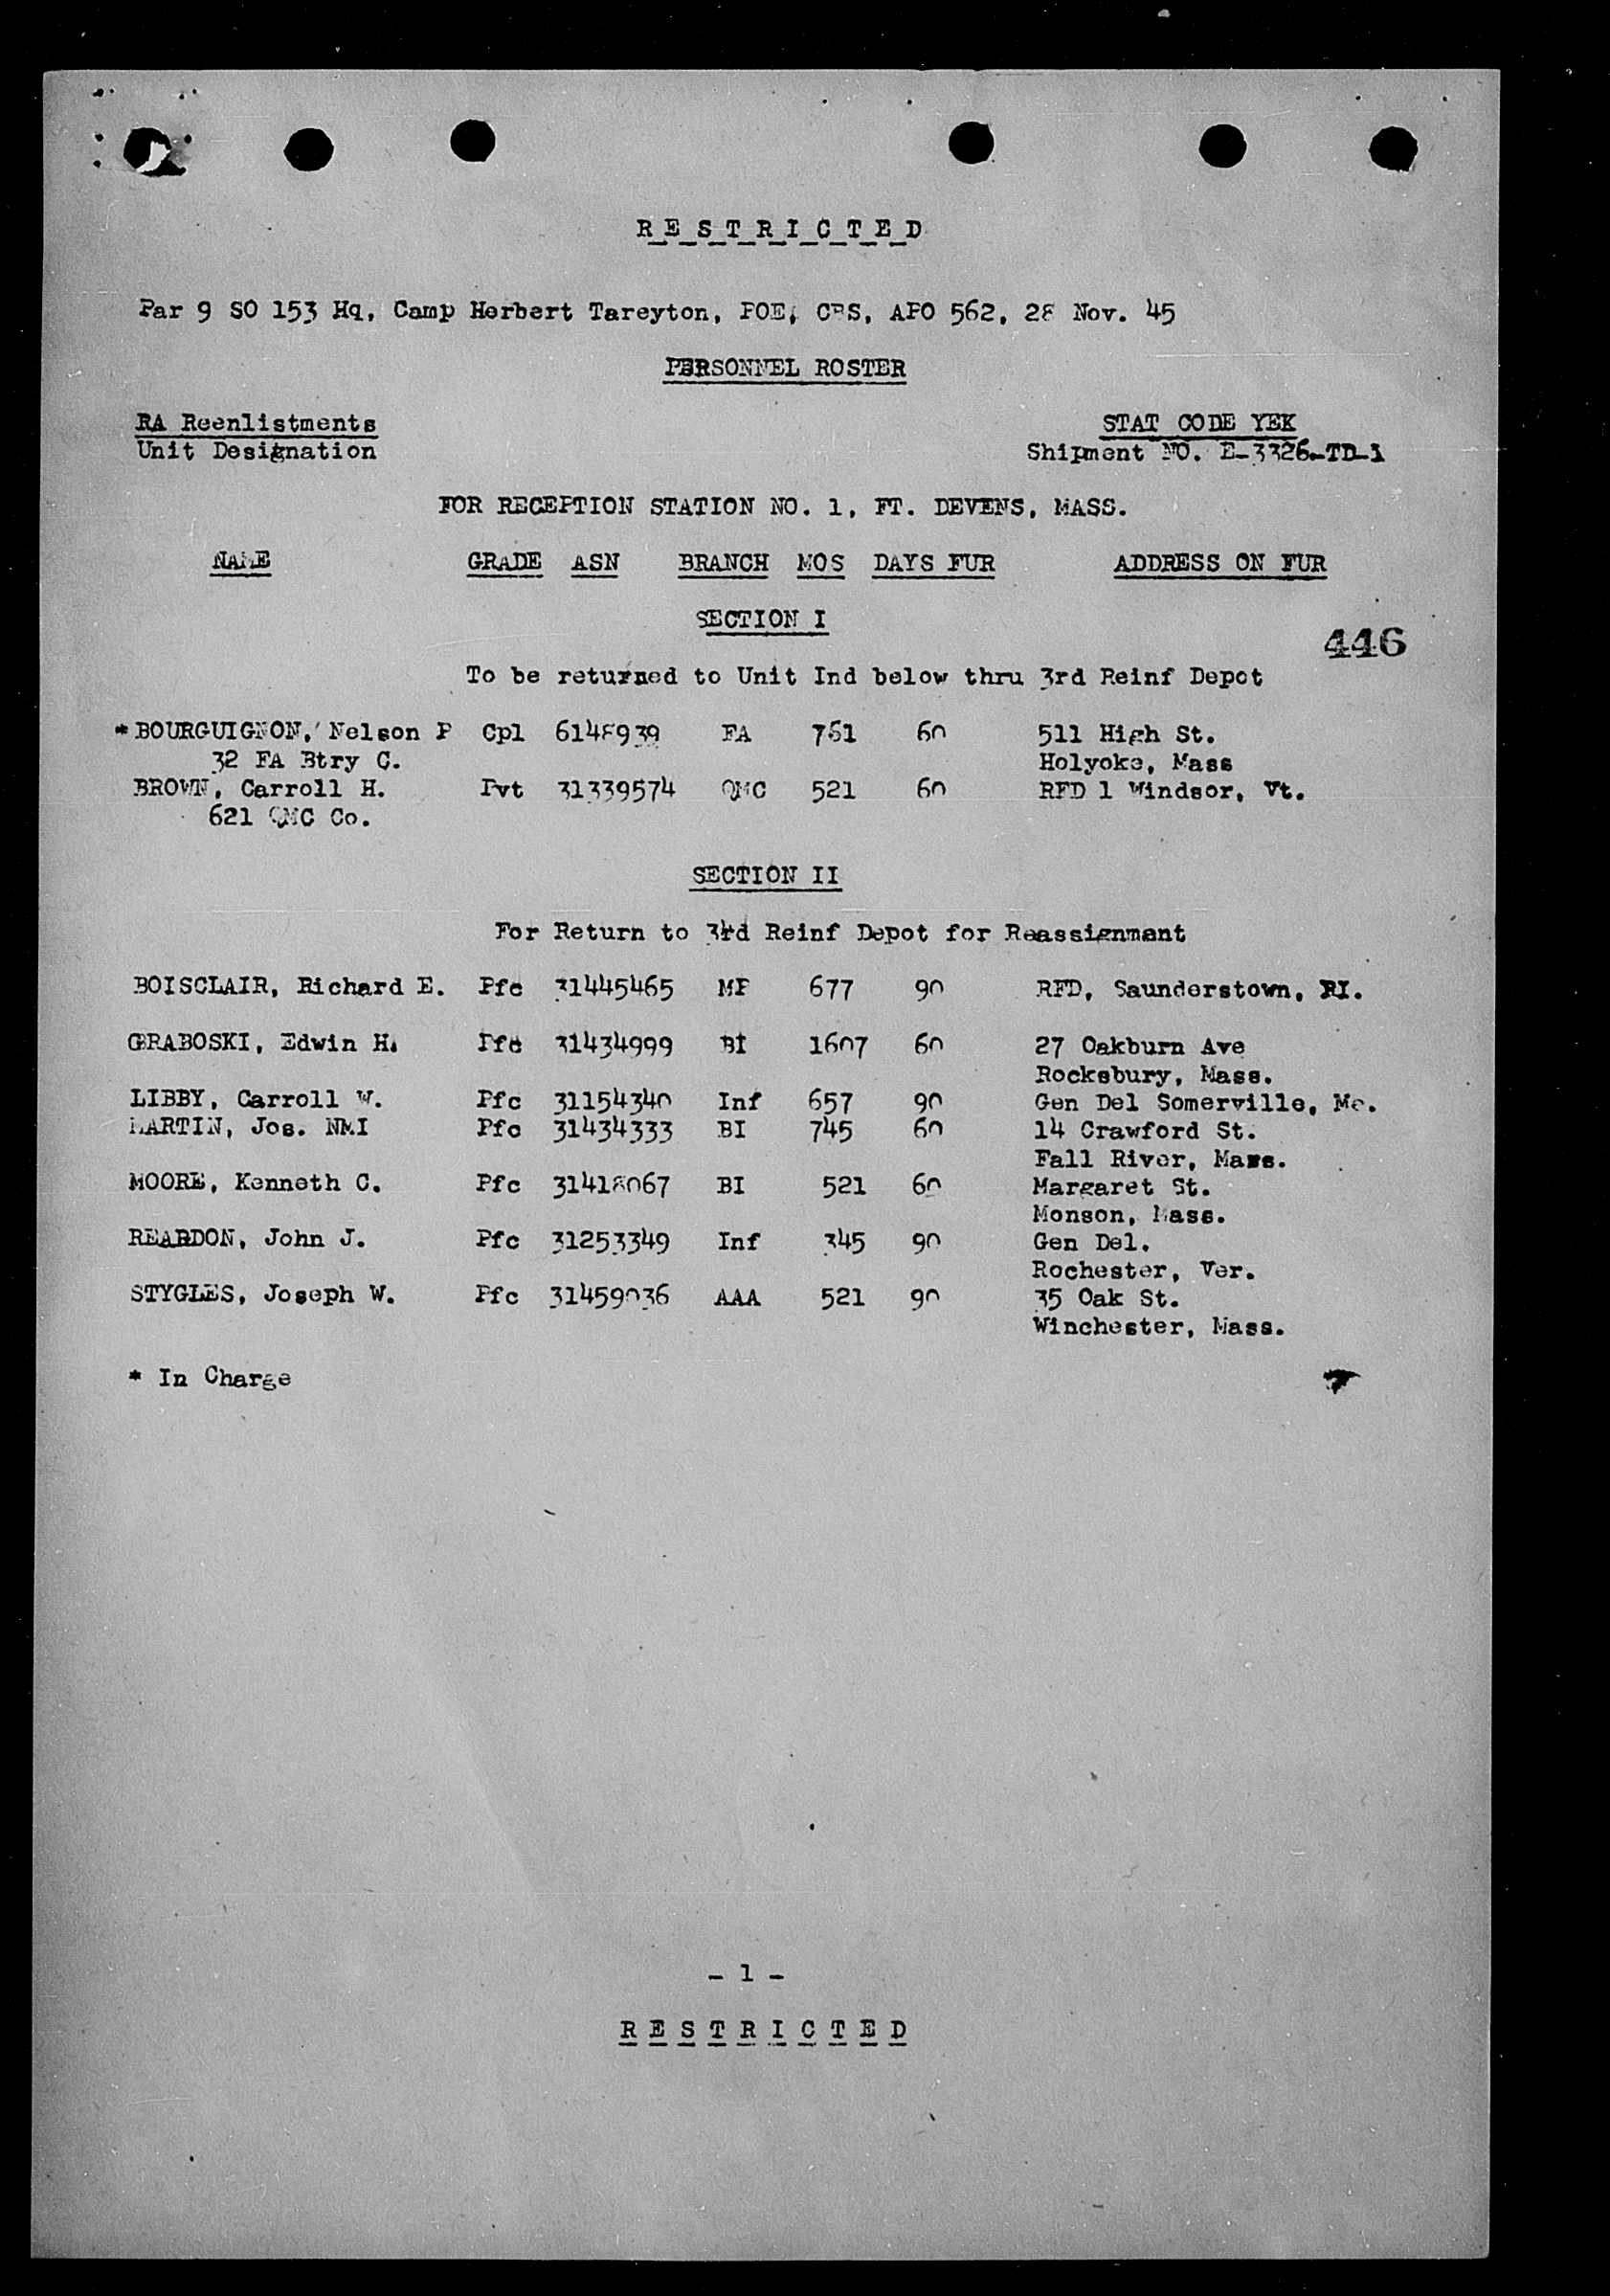 RESTRICTED
Par 9 SO 153 Hq, Camp Herbert Tareyton, POE, CBS, APO 562, 28 Nov. 45
PERSONNEL ROSTER
RA Reenlistments STAT CODE YEK
Unit Designation Shipment NO. E-3326-TD-1
FOR RECEPTION STATION NO. 1, FT. DEVENS, MASS.
NAME GRADE ASN BRANCH MOS DAYS FUR ADDRESS ON FUR
SECTION I
446
To be returned to Unit Ind below thru 3rd Reinf Depot
*BOURGUIGNON, Nelson P Cpl 6148939 FA 761 60 511 High St.
32 FA Btry C. Holyoke, Mass
BROWN, Carroll H. Pvt 31339574 QMC 521 60 RFD 1 Windsor, Vt.
621 QMC Co.
SECTION II
For Return to 3rd Reinf Depot for Reassignment
BOISCLAIR, Richard E. Pfc 31445465 MP 677 90 RFD, Saunderstown, RI.
GRABOSKI, Edwin H. Pfc 31434999 BI 1607 60 27 Oakburn Ave
Rocksbury, Mass.
LIBBY, Carroll W. Pfc 31154340 Inf 657 90 Gen Del Somerville, Me.
MARTIN, Jos. NMI Pfc 31434333 BI 745 60 14 Crawford St.
Fall River, Mass.
MOORE, Kenneth C. Pfc 31418067 BI 521 60 Margaret St.
Monson, Mass.
REARDON, John J. Pfc 31253349 Inf 345 90 Gen Del.
Rochester, Ver.
STYGLES, Joseph W. Pfc 31459036 AAA 521 90 35 Oak St.
Winchester, Mass.
* In Charge
- 1 -
RESTRICTED